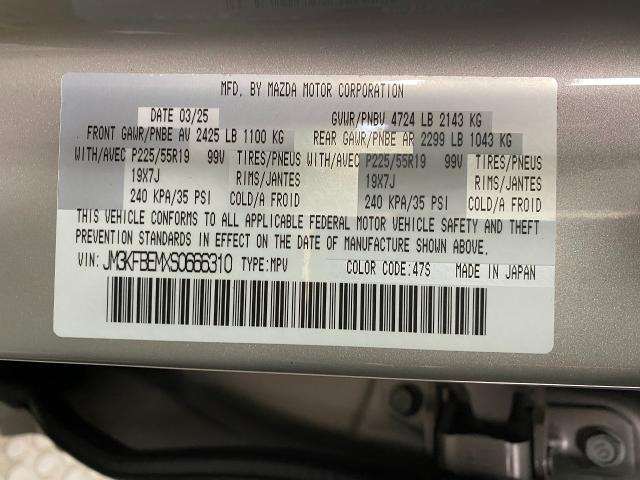 MFD. BY MAZDA MOTOR CORPORATION
DATE 03/25 GVWR/PNBV 4724 LB 2143 KG
FRONT GAWR/PNBE AV 2425 LB 1100 KG REAR GAWR/PNBE AR 2299 LB 1043 KG
WITH/AVEC P225/55R19 99V TIRES/PNEUS WITH/AVEC P225/55R19 99V TIRES/PNEUS
19X7J RIMS/JANTES 19X7J RIMS/JANTES
240 KPA/35 PSI COLD/A FROID 240 KPA/35 PSI COLD/A FROID
THIS VEHICLE CONFORMS TO ALL APPLICABLE FEDERAL MOTOR VEHICLE SAFETY AND THEFT
PREVENTION STANDARDS IN EFFECT ON THE DATE OF MANUFACTURE SHOWN ABOVE.
VIN: JM3KFBEMXS0666310 TYPE:MPV COLOR CODE:47S MADE IN JAPAN